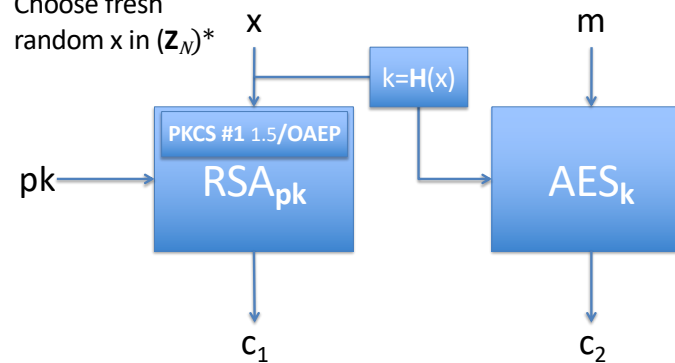 Choose fresh
random x in (Z_N)*
x
m
k=H(x)
PKCS #1 1.5/OAEP
pk
RSA_pk
AES_k
c_1
c_2